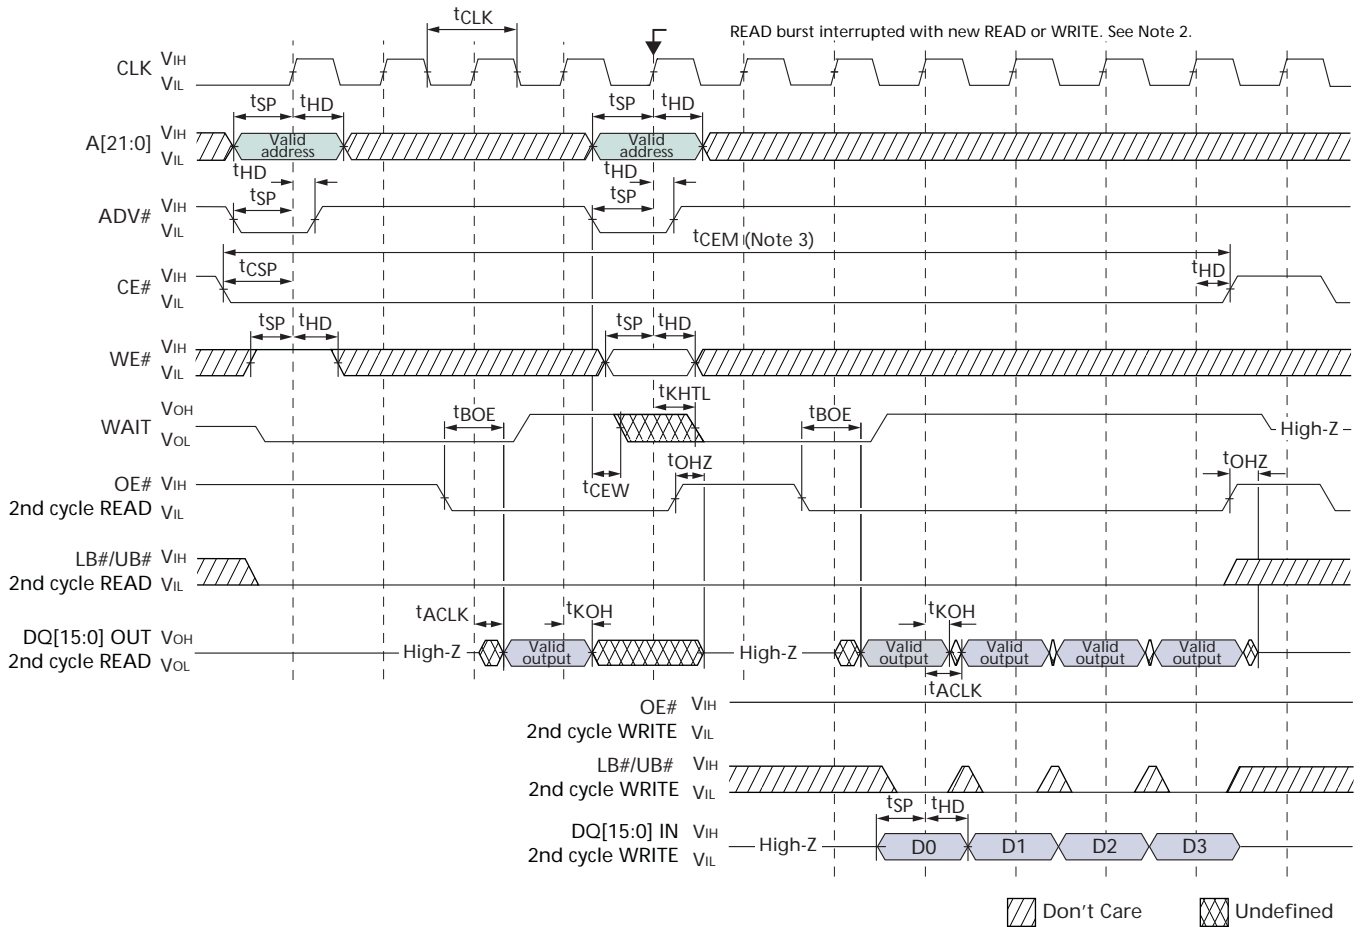 tCLK
READ burst interrupted with new READ or WRITE. See Note 2.
CLK VIH
VIL
tSP tHD tSP tHD
A[21:0] VIH
VIL
Valid address
Valid address
tHD tHD
tSP tSP
ADV# VIH
VIL
tCEM (Note 3)
CE# VIH
VIL
tCSP tHD
tSP tHD tSP tHD
WE# VIH
VIL
tKHTL
WAIT VOH
VOL
tBOE tBOE
High-Z
tCEW tOHZ tOHZ
OE# VIH
2nd cycle READ VIL
LB#/UB# VIH
2nd cycle READ VIL
tACLK tKOH tKOH
DQ[15:0] OUT VOH
2nd cycle READ VOL
High-Z
Valid output
High-Z
Valid output
Valid output
Valid output
Valid output
tACLK
OE# VIH
2nd cycle WRITE VIL
LB#/UB# VIH
2nd cycle WRITE VIL
tSP tHD
DQ[15:0] IN VIH
2nd cycle WRITE VIL
High-Z D0 D1 D2 D3
Don't Care Undefined